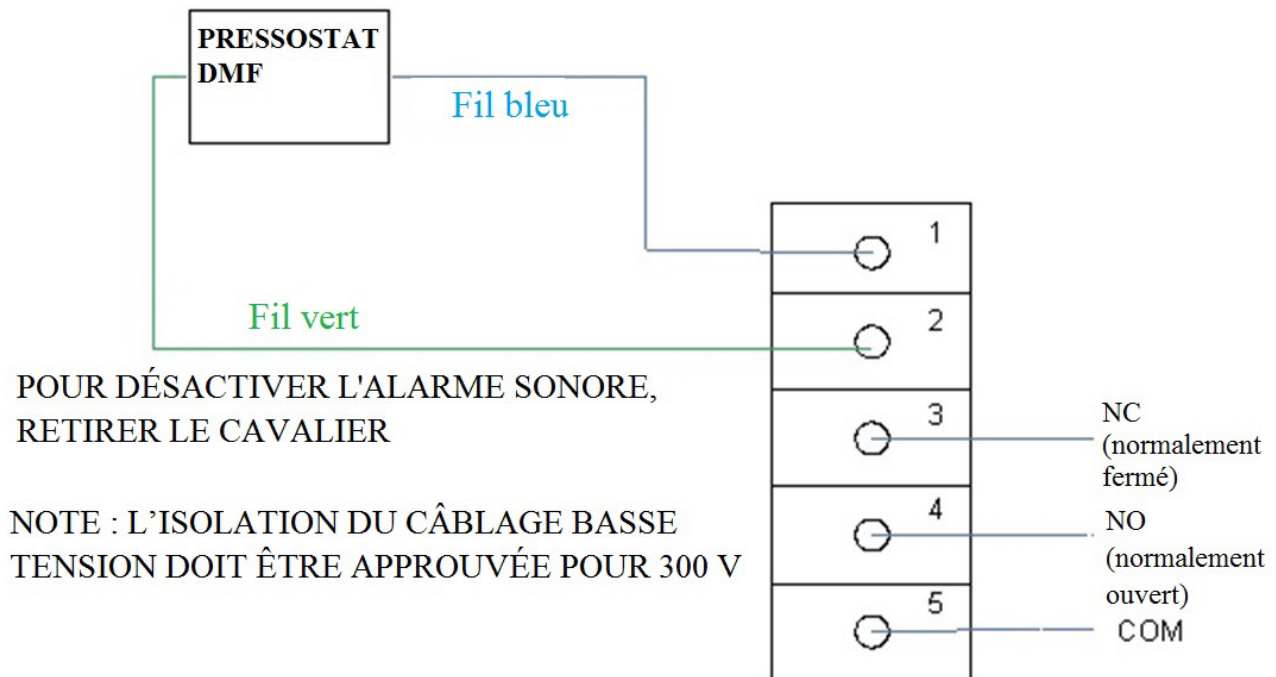 PRESSOSTAT
DMF
Fil bleu
1
Fil vert
2
POUR DÉSACTIVER L'ALARME SONORE,
RETIRER LE CAVALIER
3
NC
(normalement
fermé)
NOTE : L’ISOLATION DU CÂBLAGE BASSE
TENSION DOIT ÊTRE APPROUVÉE POUR 300 V
4
NO
(normalement
ouvert)
5
COM